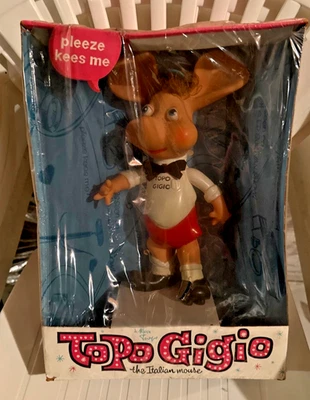 pleeze
kees me
TOPO
GIGIO
ToPo Gigio
the Italian mouse